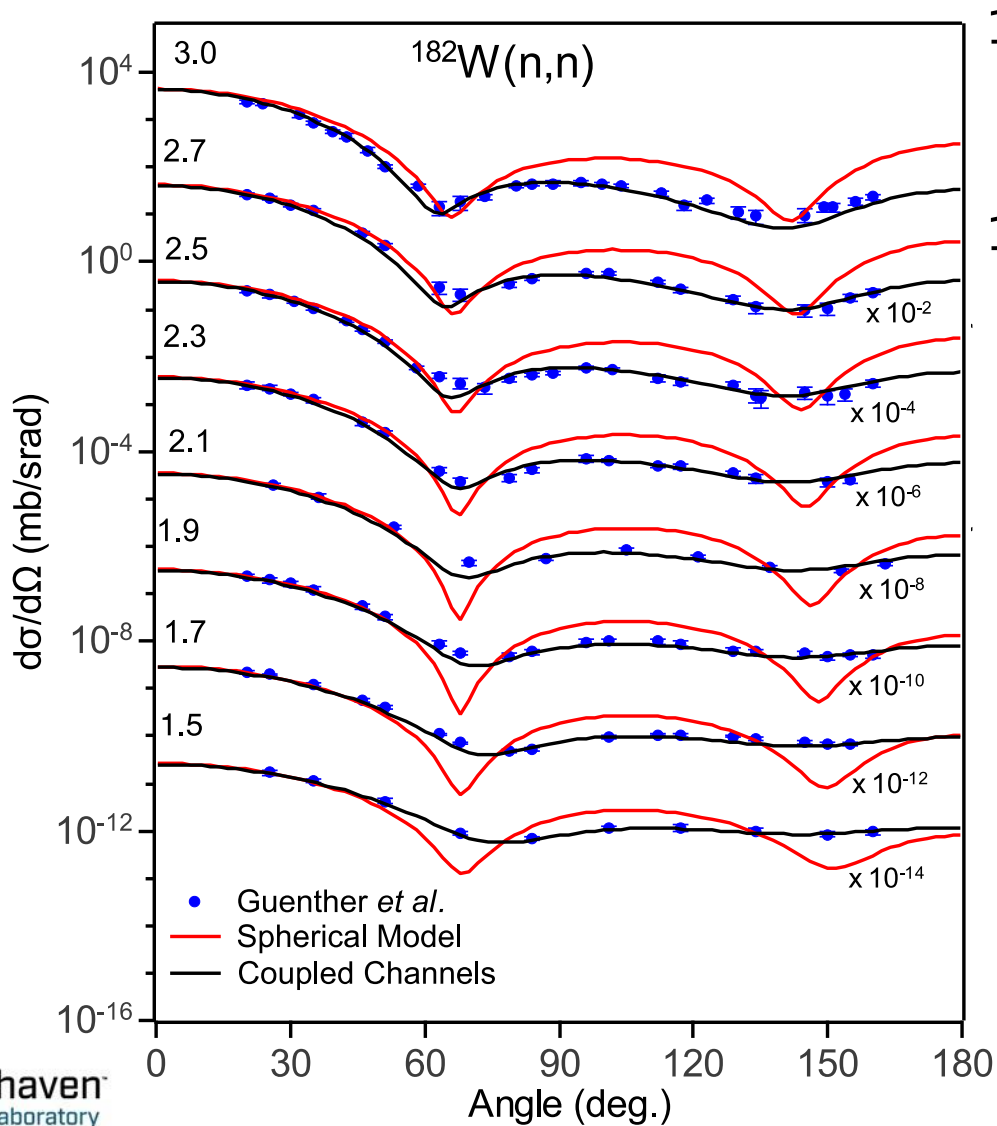 ¹⁸²W(n,n)
3.0
2.7
2.5
2.3
2.1
1.9
1.7
1.5
10⁴
10⁰
10⁻⁴
10⁻⁸
10⁻¹²
10⁻¹⁶
dσ/dΩ (mb/srad)
x 10⁻²
x 10⁻⁴
x 10⁻⁶
x 10⁻⁸
x 10⁻¹⁰
x 10⁻¹²
x 10⁻¹⁴
Guenther et al.
Spherical Model
Coupled Channels
0 30 60 90 120 150 180
Angle (deg.)
haven
aboratory